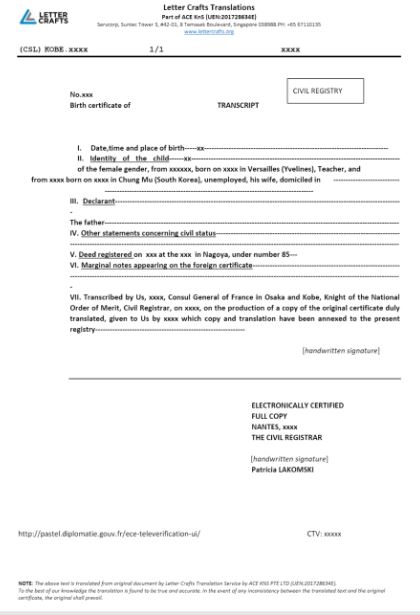 LETTER CRAFTS
Letter Crafts Translations
Part of ACE KnS (UEN:201728634E)
Servcorp, Suntec Tower 3, #42-01, 8 Temasek Boulevard, Singapore 038988 PH: +65 67110135
www.lettercrafts.org
(CSL) KOBE.xxxx 1/1 xxxx
CIVIL REGISTRY
No.xxx
Birth certificate of TRANSCRIPT
I. Date,time and place of birth-----xx-----
II. Identity of the child------xx-----
of the female gender, from xxxxxx, born on xxxx in Versailles (Yvelines), Teacher, and
from xxxx born on xxxx in Chung Mu (South Korea), unemployed, his wife, domiciled in -----
-----
III. Declarant-----
-
The father-----
IV. Other statements concerning civil status-----
-----
V. Deed registered on xxx at the xxx in Nagoya, under number 85---
VI. Marginal notes appearing on the foreign certificate-----
-----
-
VII. Transcribed by Us, xxxx, Consul General of France in Osaka and Kobe, Knight of the National
Order of Merit, Civil Registrar, on xxxx, on the production of a copy of the original certificate duly
translated, given to Us by xxxx which copy and translation have been annexed to the present
registry-----
[handwritten signature]
ELECTRONICALLY CERTIFIED
FULL COPY
NANTES, xxxx
THE CIVIL REGISTRAR
[handwritten signature]
Patricia LAKOMSKI
http://pastel.diplomatie.gouv.fr/ece-televerification-ui/ CTV: xxxxx
NOTE: The above text is translated from original document by Letter Crafts Translation Service by ACE KNS PTE LTD (UEN:201728634E).
To the best of our knowledge the translation is found to be true and accurate. In the event of any inconsistency between the translated text and the original
certificate, the original shall prevail.